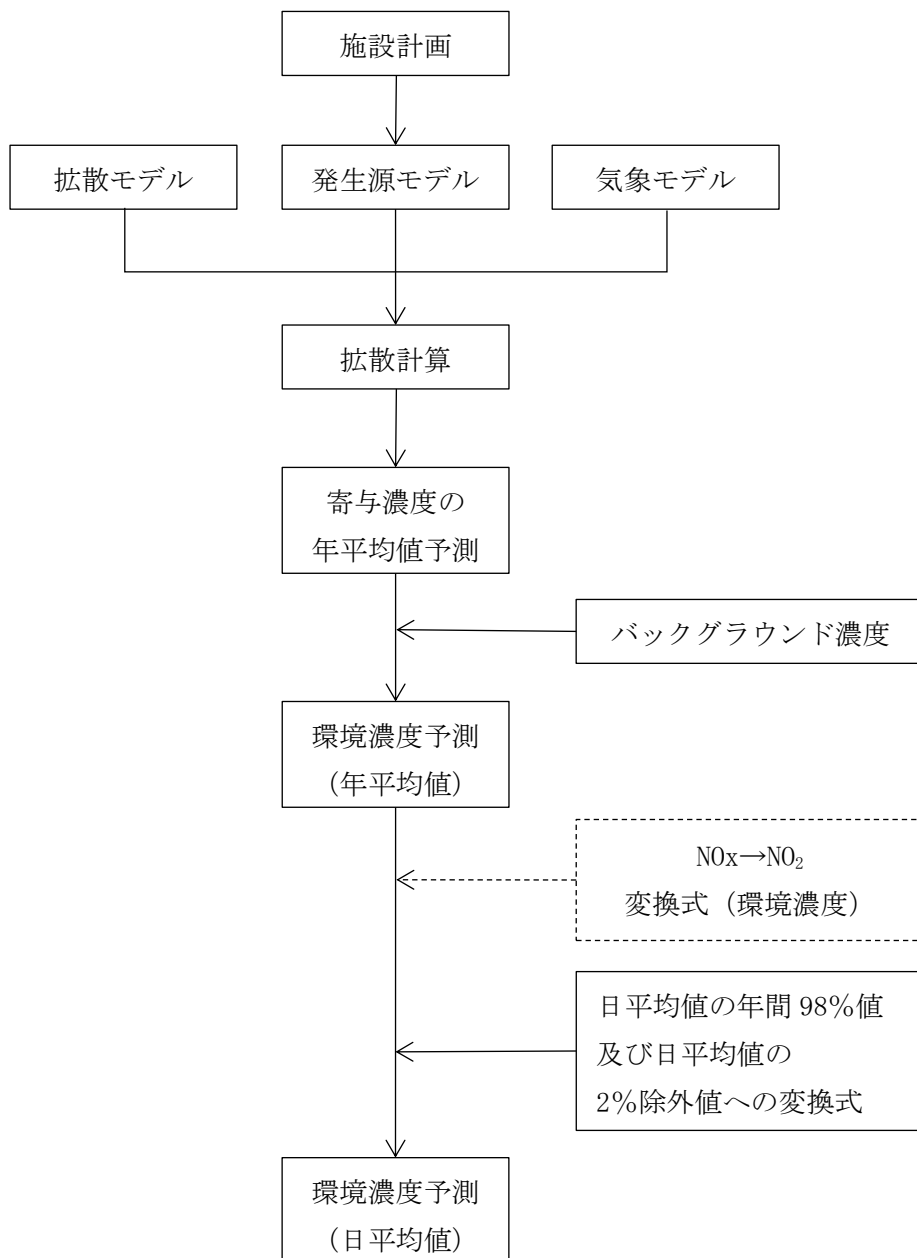 施設計画
拡散モデル
発生源モデル
気象モデル
拡散計算
寄与濃度の
年平均値予測
バックグラウンド濃度
環境濃度予測
（年平均値）
NOx→NO₂
変換式（環境濃度）
日平均値の年間 98%値
及び日平均値の
2%除外値への変換式
環境濃度予測
（日平均値）